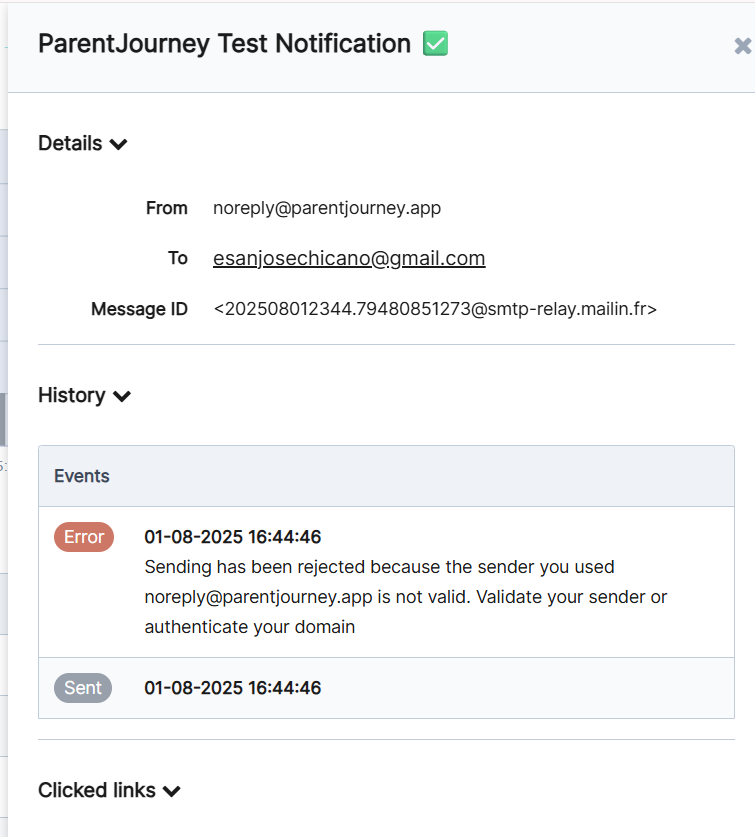 ParentJourney Test Notification ✅
Details
From noreply@parentjourney.app
To esanjosechicano@gmail.com
Message ID <202508012344.79480851273@smtp-relay.mailin.fr>
History
Events
Error 01-08-2025 16:44:46
Sending has been rejected because the sender you used
noreply@parentjourney.app is not valid. Validate your sender or
authenticate your domain
Sent 01-08-2025 16:44:46
Clicked links